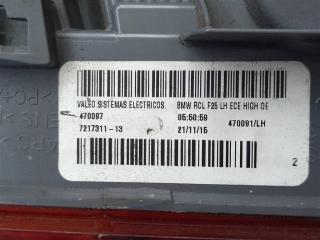 VALEO SISTEMAS ELECTRICOS.
BMW RCL F25 LH ECE HIGH OE
470097
05:50:59
7217311-13
21/11/15
470091/LH
2